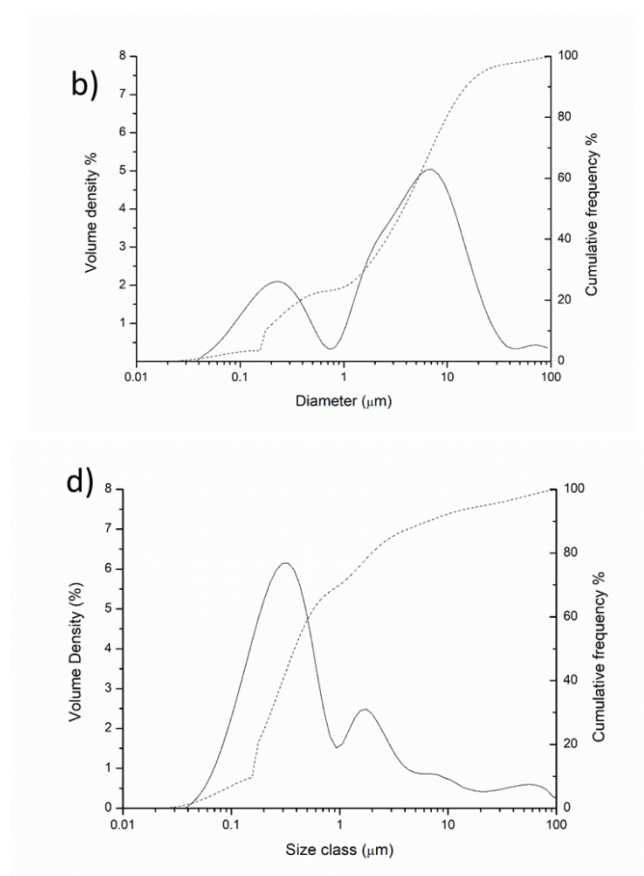 b)
8
7
6
5
4
3
2
1
Volume density %
100
80
60
40
20
0
Cumulative frequency %
0.01 0.1 1 10 100
Diameter (μm)
d)
8
7
6
5
4
3
2
1
0
Volume Density (%)
100
80
60
40
20
0
Cumulative frequency %
0.01 0.1 1 10 100
Size class (μm)